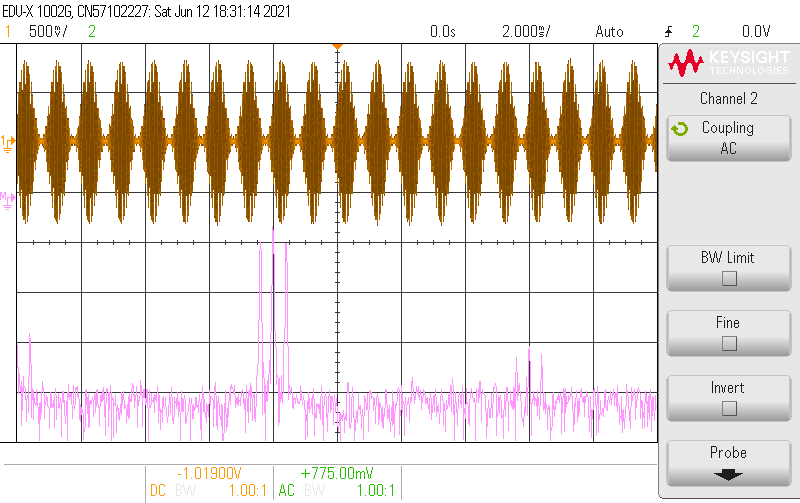 EDU-X 1002G, CN57102227: Sat Jun 12 18:31:14 2021
1 500mV/ 2 0.0s 2.000ms/ Auto 2 0.0V
KEYSIGHT
TECHNOLOGIES
Channel 2
Coupling
AC
1
M
BW Limit
Fine
Invert
Probe
-1.01900V +775.00mV
DC BW 1.00:1 AC BW 1.00:1